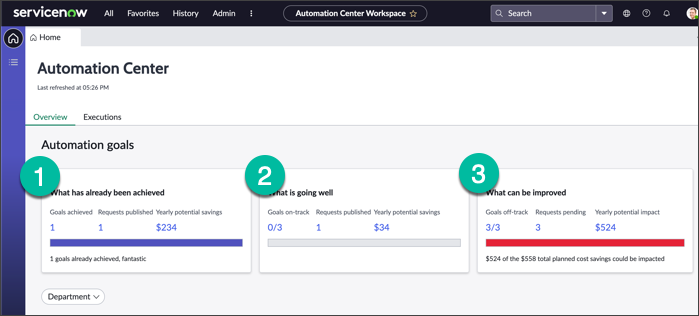 servicenow All Favorites History Admin Automation Center Workspace Search
Home
Automation Center
Last refreshed at 05:26 PM
Overview Executions
Automation goals
1 2 3
What has already been achieved What is going well What can be improved
Goals achieved Requests published Yearly potential savings Goals on-track Requests published Yearly potential savings Goals off-track Requests pending Yearly potential impact
1 1 $234 0/3 1 $34 3/3 3 $524
1 goals already achieved, fantastic $524 of the $558 total planned cost savings could be impacted
Department